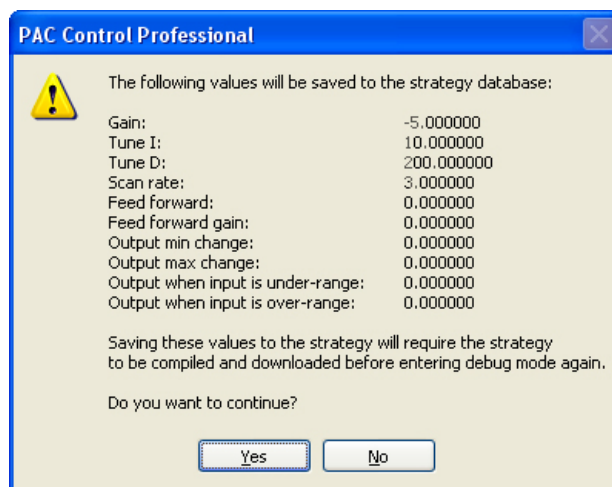 PAC Control Professional
The following values will be saved to the strategy database:
Gain: -5.000000
Tune I: 10.000000
Tune D: 200.000000
Scan rate: 3.000000
Feed forward: 0.000000
Feed forward gain: 0.000000
Output min change: 0.000000
Output max change: 0.000000
Output when input is under-range: 0.000000
Output when input is over-range: 0.000000
Saving these values to the strategy will require the strategy
to be compiled and downloaded before entering debug mode again.
Do you want to continue?
Yes No